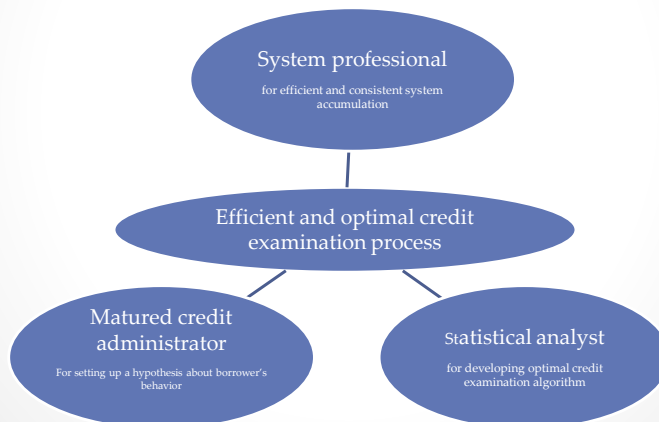 System professional
for efficient and consistent system
accumulation
Efficient and optimal credit
examination process
Matured credit
administrator
For setting up a hypothesis about borrower's
behavior
Statistical analyst
for developing optimal credit
examination algorithm